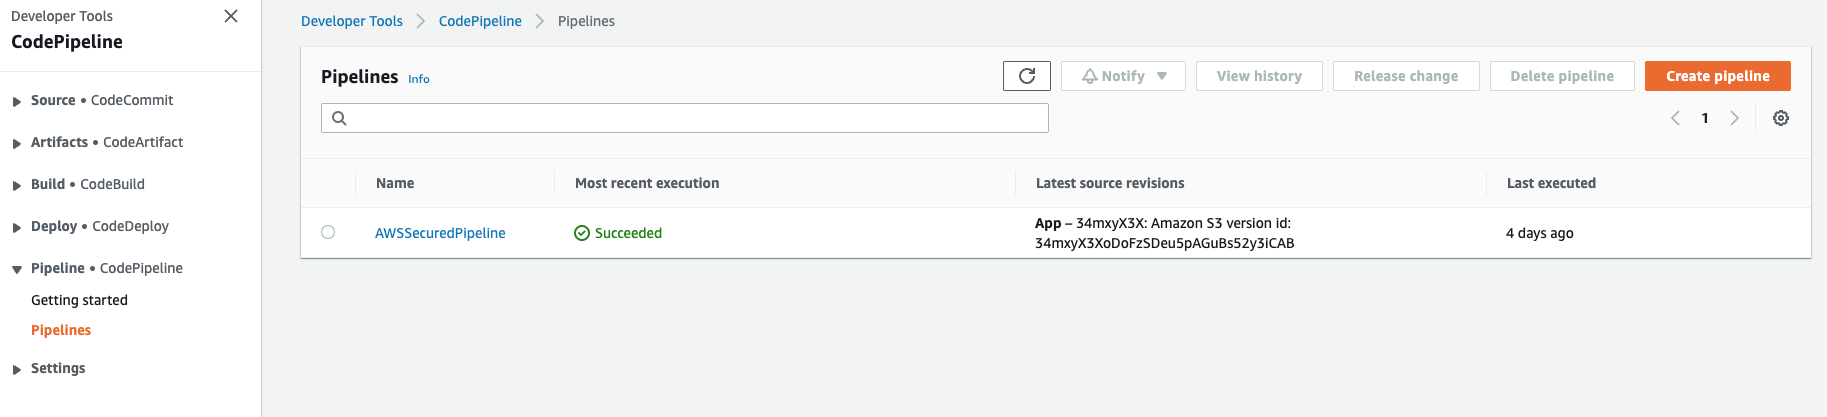 Developer Tools
CodePipeline
Source • CodeCommit
Artifacts • CodeArtifact
Build • CodeBuild
Deploy • CodeDeploy
Pipeline • CodePipeline
Getting started
Pipelines
Settings
Developer Tools CodePipeline Pipelines
Pipelines Info
Notify View history Release change Delete pipeline Create pipeline
1
Name Most recent execution Latest source revisions Last executed
AWSSecuredPipeline Succeeded App – 34mxyX3X: Amazon S3 version id:
34mxyX3XoDoFzSDeu5pAGuBs52y3iCAB
4 days ago